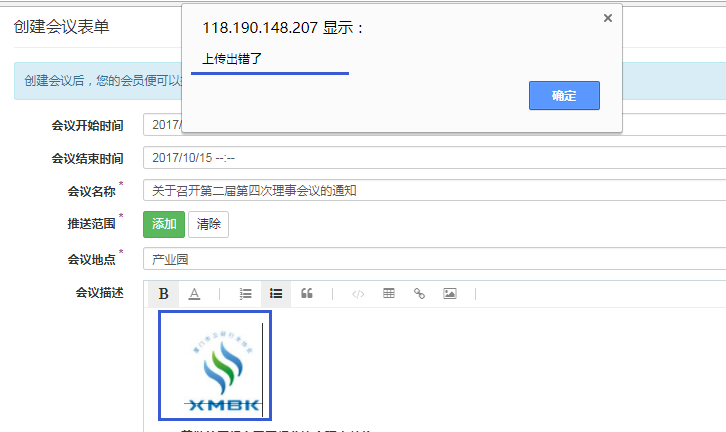 创建会议表单
118.190.148.207 显示：
×
上传出错了
确定
创建会议后，您的会员便可以
会议开始时间 2017/
会议结束时间 2017/10/15 --:--
会议名称 * 关于召开第二届第四次理事会议的通知
推送范围 * 添加 清除
会议地点 * 产业园
会议描述
B A
XMBK